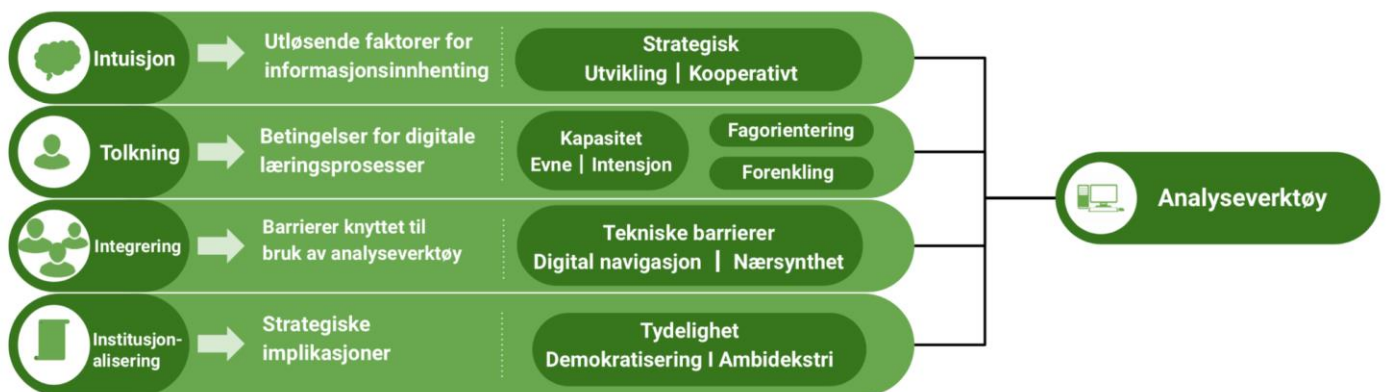 Intuisjon
Utløsende faktorer for
informasjonsinnhenting
Strategisk
Utvikling | Kooperativt
Tolkning
Betingelser for digitale
læringsprosesser
Kapasitet
Evne | Intensjon
Fagorientering
Forenkling
Integrering
Barrierer knyttet til
bruk av analyseverktøy
Tekniske barrierer
Digital navigasjon | Nærsynthet
Institusjon-
alisering
Strategiske
implikasjoner
Tydelighet
Demokratisering I Ambidekstri
Analyseverktøy